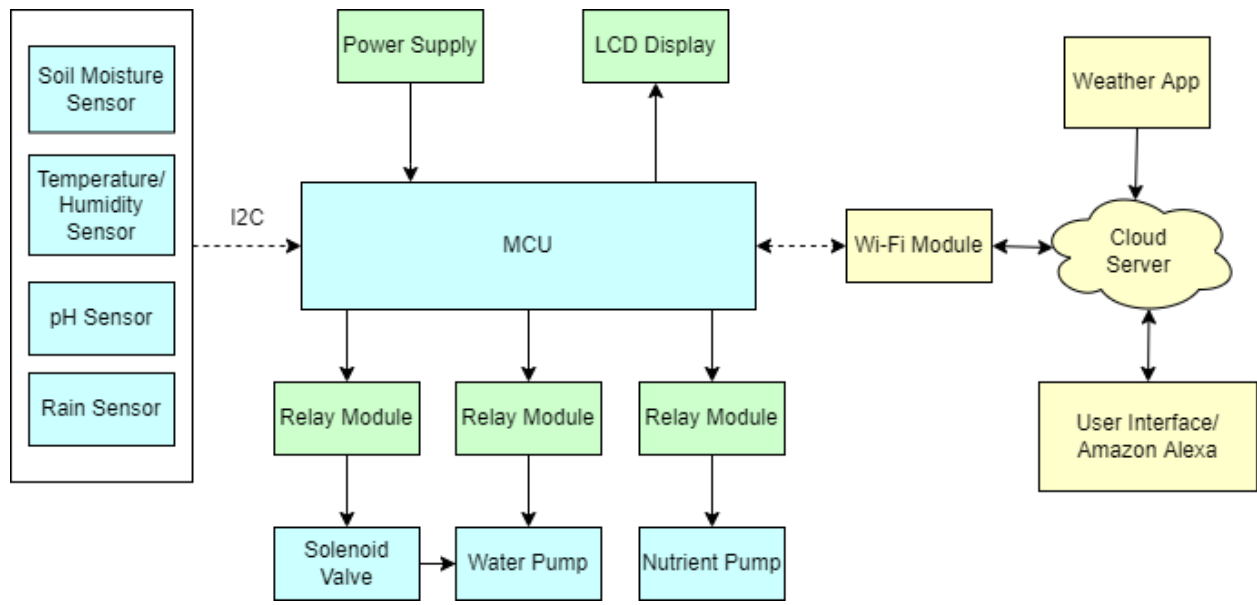 Power Supply
LCD Display
Soil Moisture
Sensor
Weather App
Temperature/
Humidity
Sensor
I2C
MCU
Wi-Fi Module
Cloud
Server
pH Sensor
Rain Sensor
Relay Module
Relay Module
Relay Module
User Interface/
Amazon Alexa
Solenoid
Valve
Water Pump
Nutrient Pump